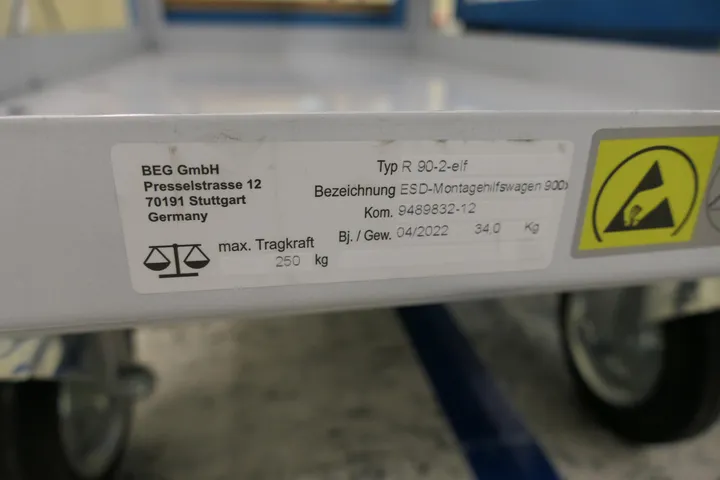 BEG GmbH
Presselstrasse 12
70191 Stuttgart
Germany
max. Tragkraft
250 kg
Typ R 90-2-elf
Bezeichnung ESD-Montagehilfswagen 900x
Kom. 9489832-12
Bj. / Gew. 04/2022 34.0 Kg